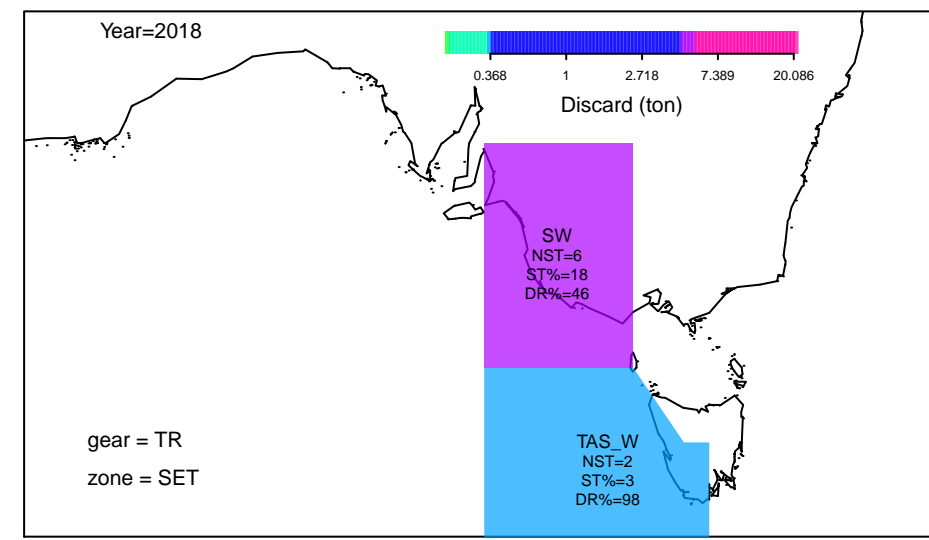 Year=2018
0.368 1 2.718 7.389 20.086
Discard (ton)
SW
NST=6
ST%=18
DR%=46
gear = TR
zone = SET
TAS_W
NST=2
ST%=3
DR%=98